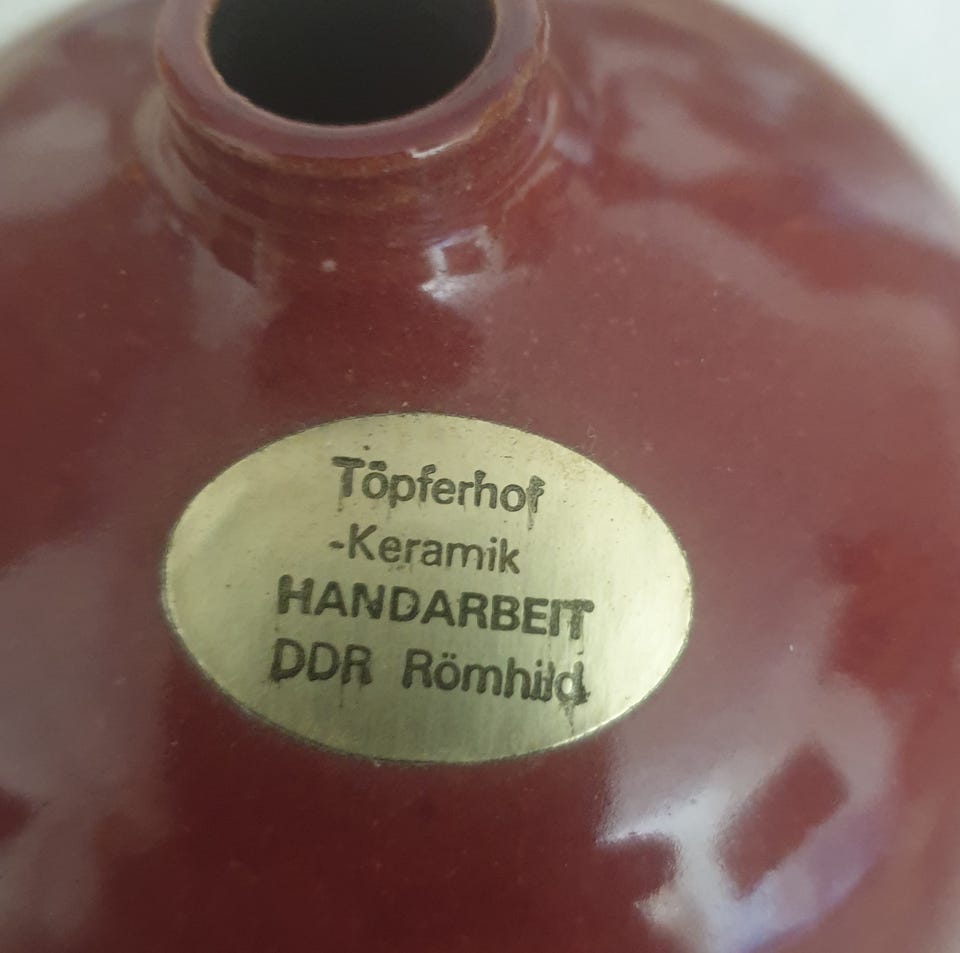 Töpferhof
-Keramik
HANDARBEIT
DDR Römhild